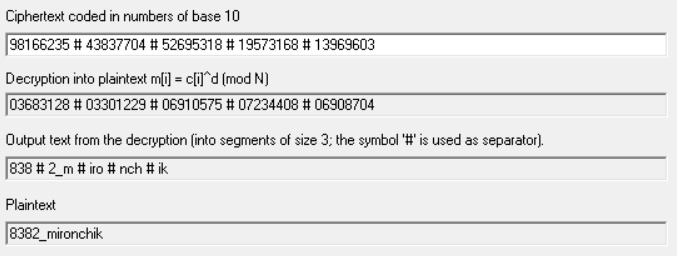 Ciphertext coded in numbers of base 10
98166235 # 43837704 # 52695318 # 19573168 # 13969603
Decryption into plaintext m[i] = c[i]^d (mod N)
03683128 # 03301229 # 06910575 # 07234408 # 06908704
Output text from the decryption (into segments of size 3; the symbol '#' is used as separator).
838 # 2_m # iro # nch # ik
Plaintext
8382_mironchik